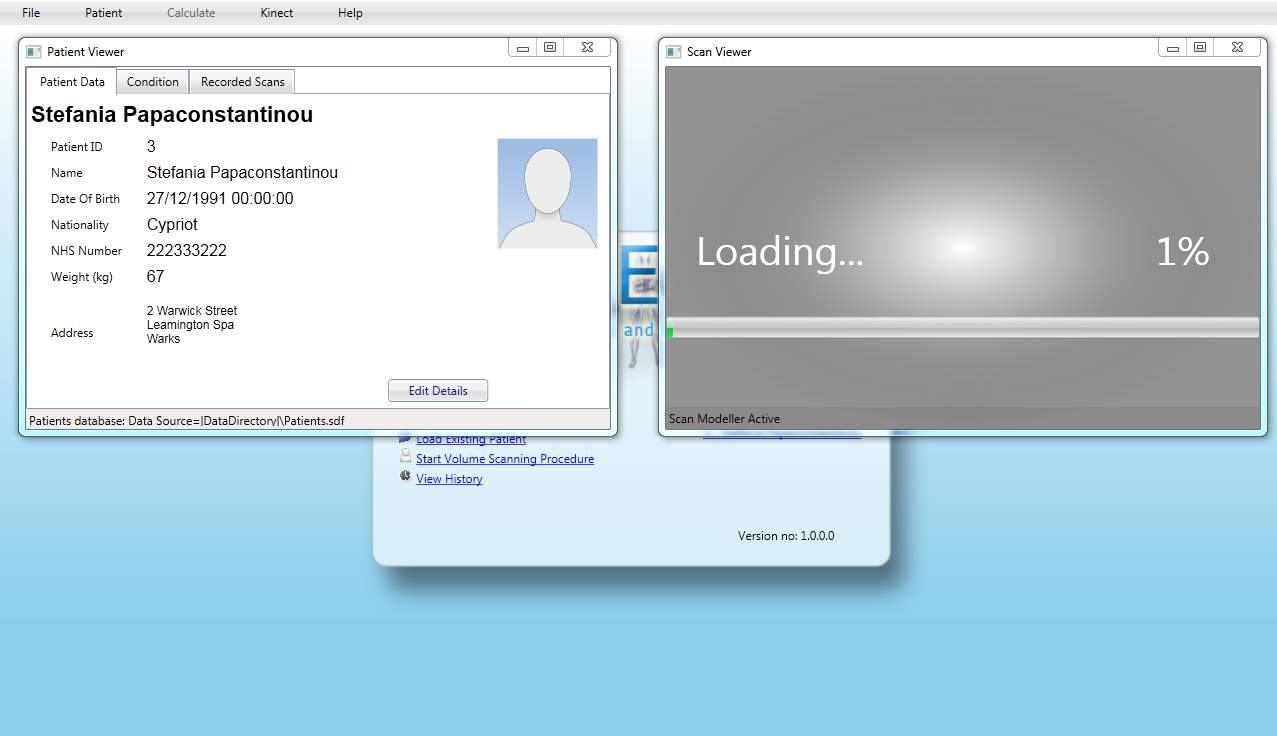 File Patient Calculate Kinect Help
Patient Viewer
Patient Data Condition Recorded Scans
Stefania Papaconstantinou
Patient ID 3
Name Stefania Papaconstantinou
Date Of Birth 27/12/1991 00:00:00
Nationality Cypriot
NHS Number 222333222
Weight (kg) 67
Address
2 Warwick Street
Leamington Spa
Warks
Edit Details
Patients database: Data Source=|DataDirectory|\Patients.sdf
Scan Viewer
Loading... 1%
Scan Modeller Active
E
and
Load Existing Patient
Start Volume Scanning Procedure
View History
Version no: 1.0.0.0